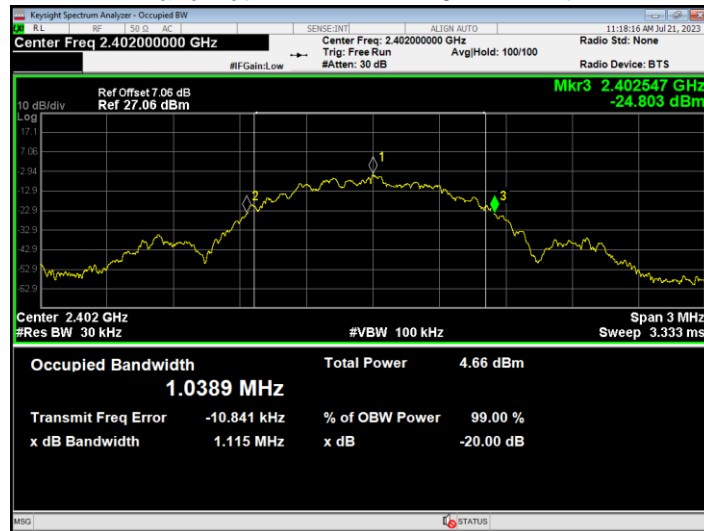 Keysight Spectrum Analyzer - Occupied BW
RL RF 50 Ω AC SENSE:INT ALIGN AUTO 11:18:16 AM Jul 21, 2023
Center Freq 2.402000000 GHz
Center Freq: 2.402000000 GHz Radio Std: None
Trig: Free Run Avg|Hold: 100/100
#IFGain:Low #Atten: 30 dB Radio Device: BTS
Mkr3 2.402547 GHz
-24.803 dBm
Ref Offset 7.06 dB
10 dB/div Ref 27.06 dBm
Log
17.1
7.06
-2.94
-12.9
-22.9
-32.9
-42.9
-52.9
-62.9
1
2
3
Center 2.402 GHz Span 3 MHz
#Res BW 30 kHz #VBW 100 kHz Sweep 3.333 ms
Occupied Bandwidth Total Power 4.66 dBm
1.0389 MHz
Transmit Freq Error -10.841 kHz % of OBW Power 99.00 %
x dB Bandwidth 1.115 MHz x dB -20.00 dB
MSG STATUS